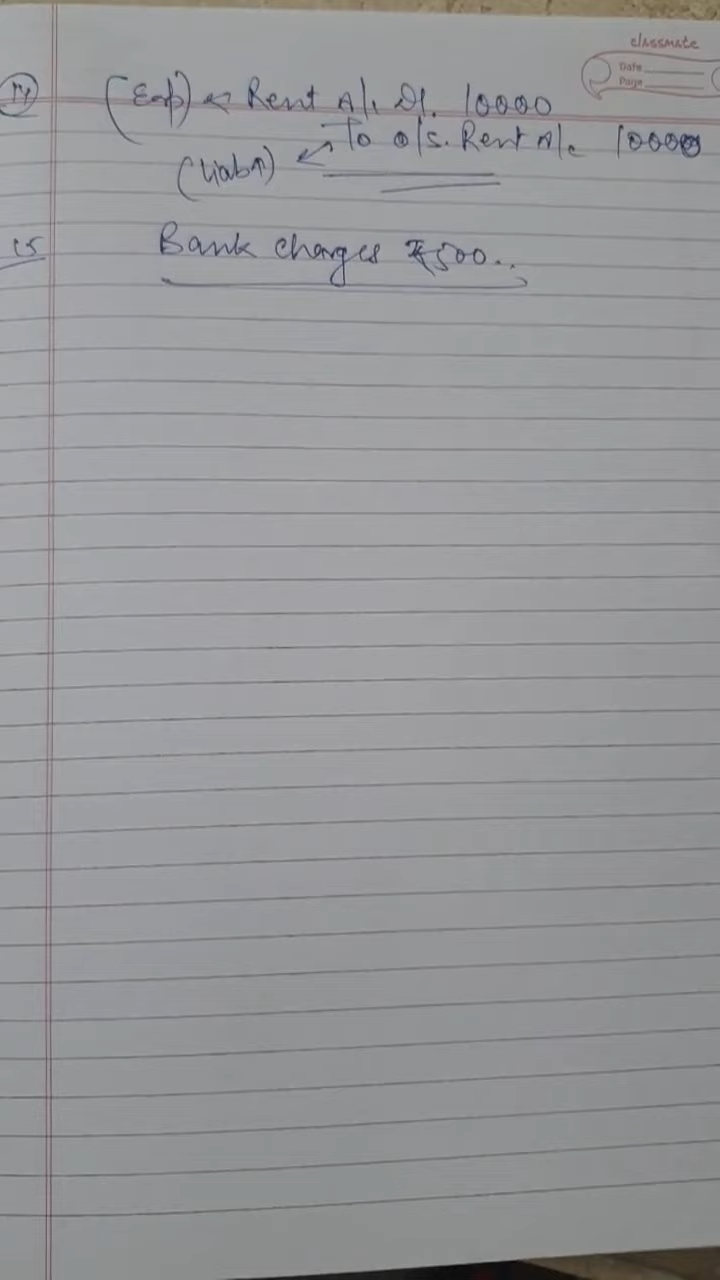 classmate
Date
Page
14 (Exp) ← Rent A/c Dr. 10000
To o/s. Rent A/c 10000
(Liab↑)
15 Bank charges ₹500..